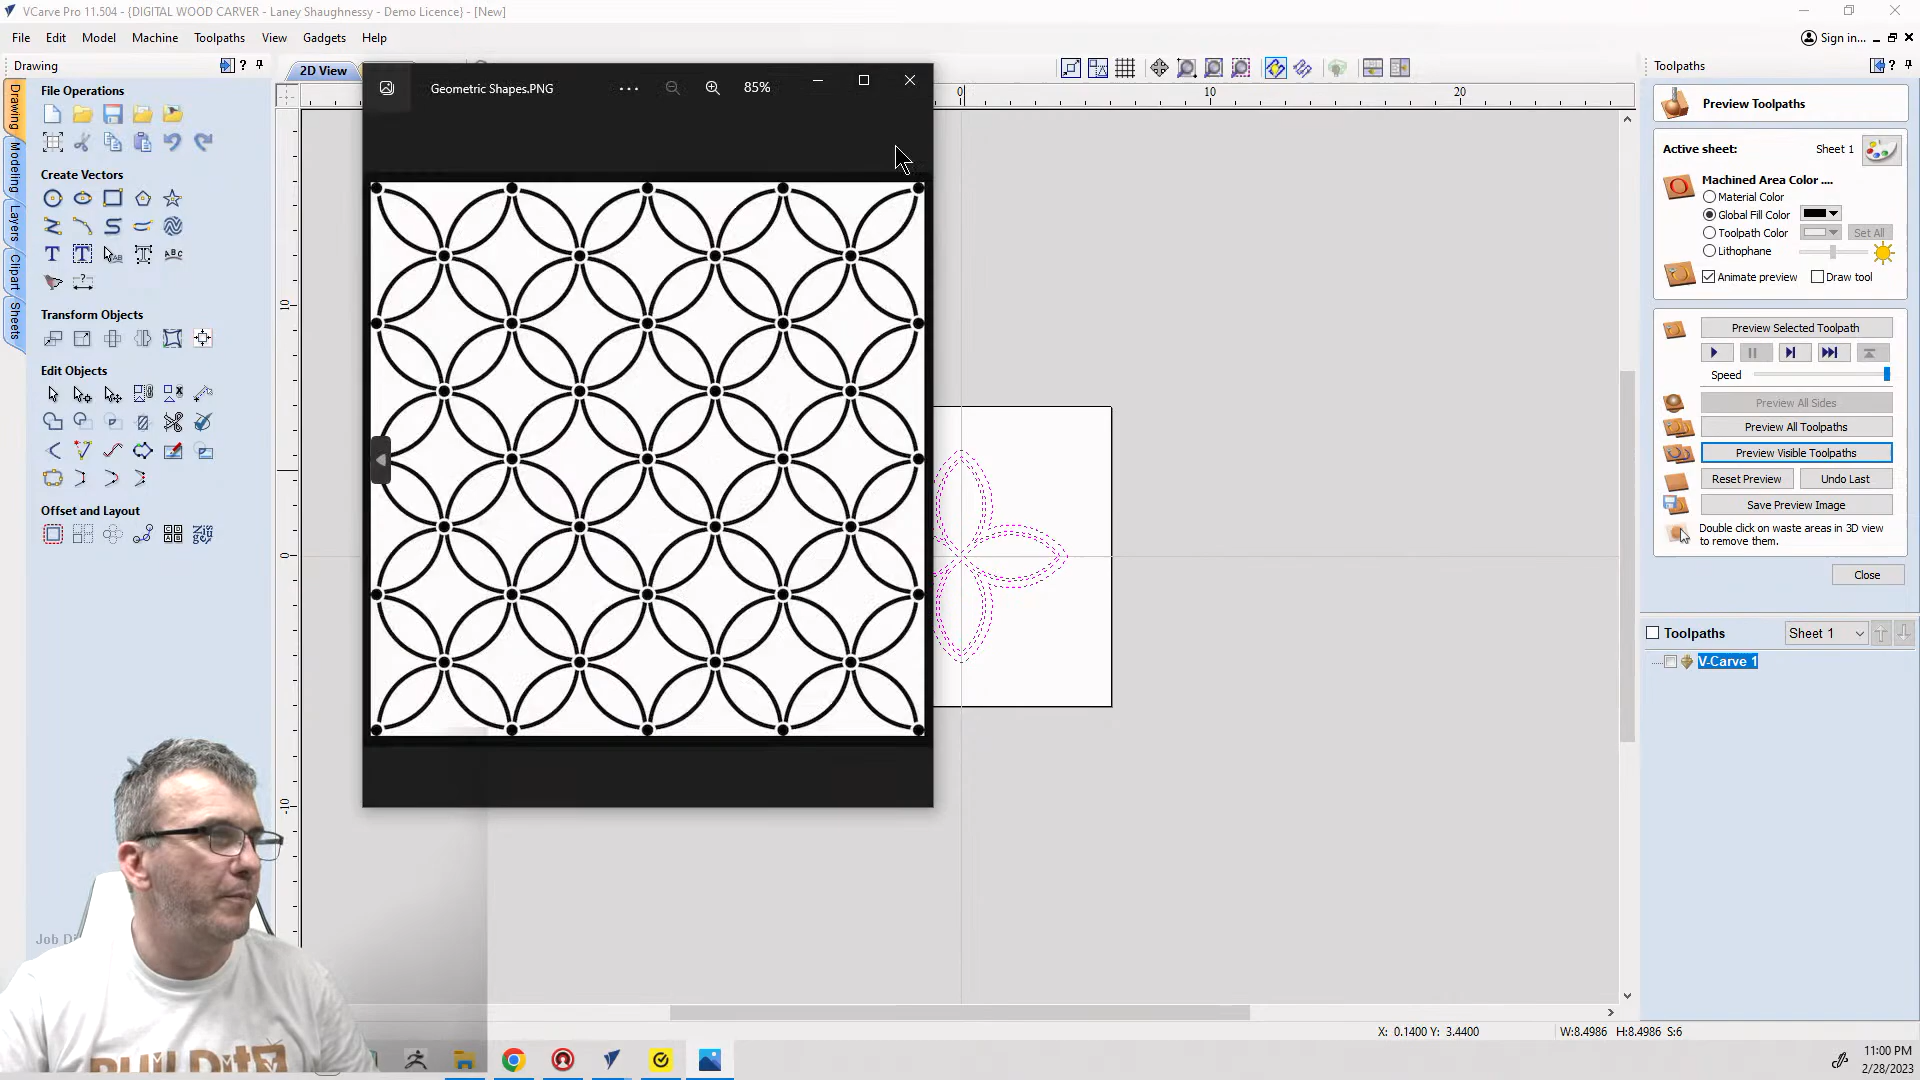 VCarve Pro 11.504 - {DIGITAL WOOD CARVER - Laney Shaughnessy - Demo Licence} - [New]
File Edit Model Machine Toolpaths View Gadgets Help
Sign in...
Drawing
2D View
Geometric Shapes.PNG
85%
Toolpaths
Drawing
Modeling
Layers
Clipart
Sheets
File Operations
Create Vectors
Transform Objects
Edit Objects
Offset and Layout
0
10
20
10
0
-10
Preview Toolpaths
Active sheet: Sheet 1
Machined Area Color ....
Material Color
Global Fill Color
Toolpath Color Set All
Lithophane
Animate preview Draw tool
Preview Selected Toolpath
Speed
Preview All Sides
Preview All Toolpaths
Preview Visible Toolpaths
Reset Preview Undo Last
Save Preview Image
Double click on waste areas in 3D view
to remove them.
Close
Toolpaths Sheet 1
V-Carve 1
X: 0.1400 Y: 3.4400
W:8.4986 H:8.4986 S:6
11:00 PM
2/28/2023